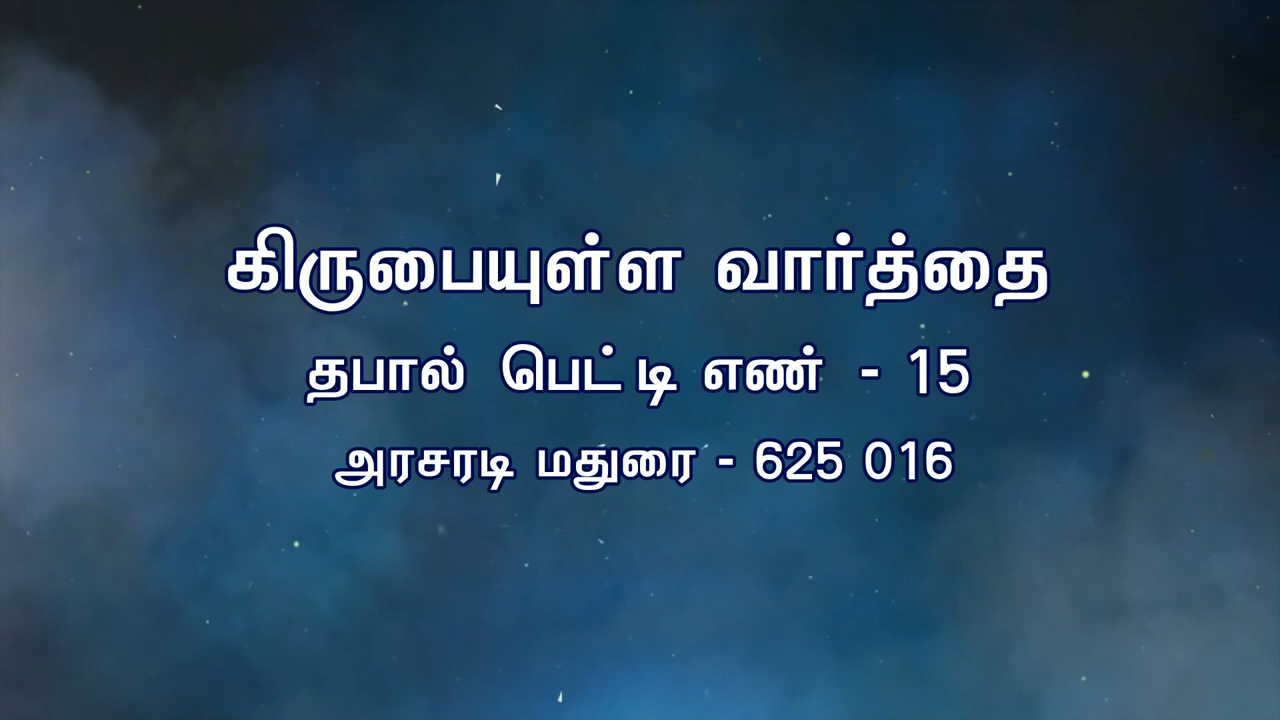 கிருபையுள்ள வார்த்தை
தபால் பெட்டி எண் - 15
அரசரடி மதுரை - 625 016